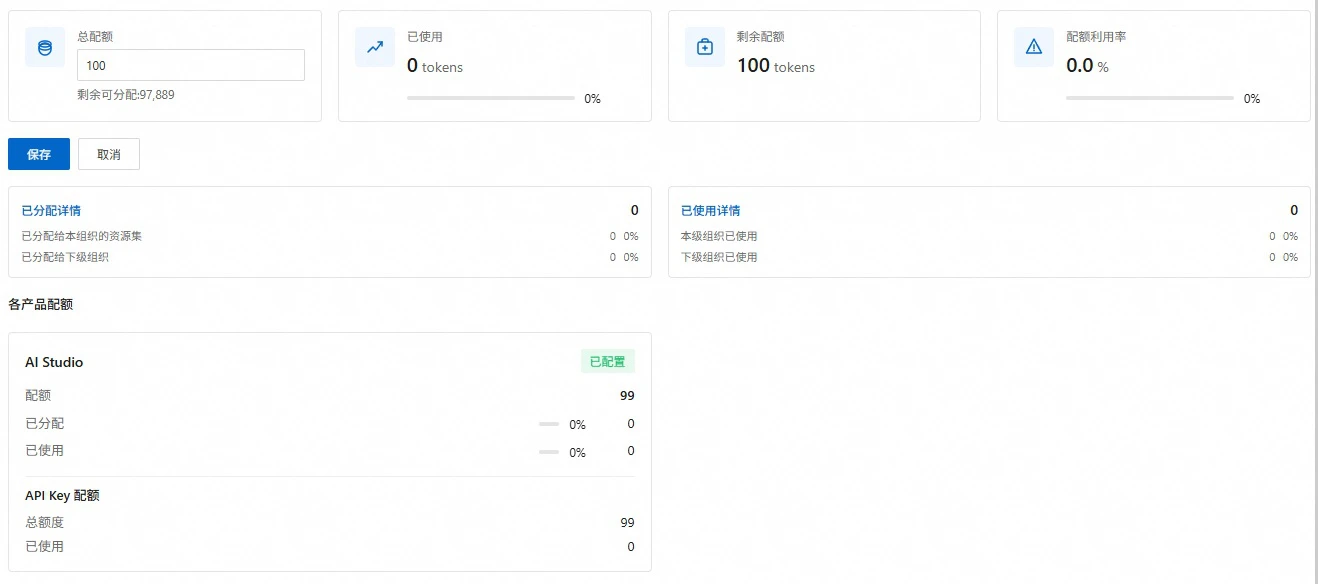 总配额
100
剩余可分配:97,889
已使用
0 tokens
0%
剩余配额
100 tokens
配额利用率
0.0 %
0%
保存
取消
已分配详情 0
已分配给本组织的资源集 0 0%
已分配给下级组织 0 0%
已使用详情 0
本级组织已使用 0 0%
下级组织已使用 0 0%
各产品配额
AI Studio 已配置
配额 99
已分配 0% 0
已使用 0% 0
API Key 配额
总额度 99
已使用 0